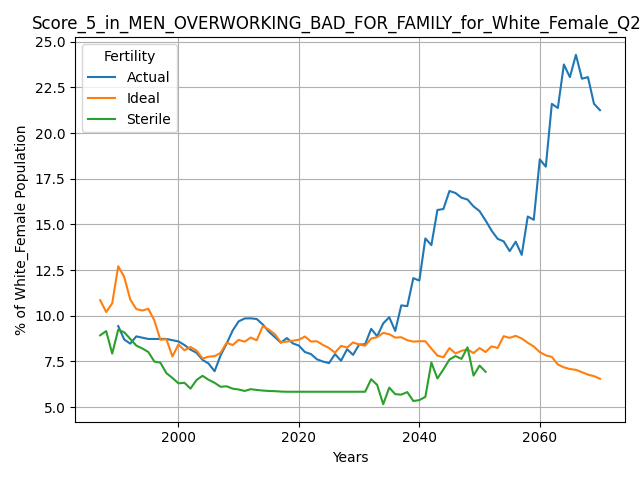 Score_5_in_MEN_OVERWORKING_BAD_FOR_FAMILY_for_White_Female_Q2
Fertility
Actual
Ideal
Sterile
% of White_Female Population
25.0
22.5
20.0
17.5
15.0
12.5
10.0
7.5
5.0
2000
2020
2040
2060
Years